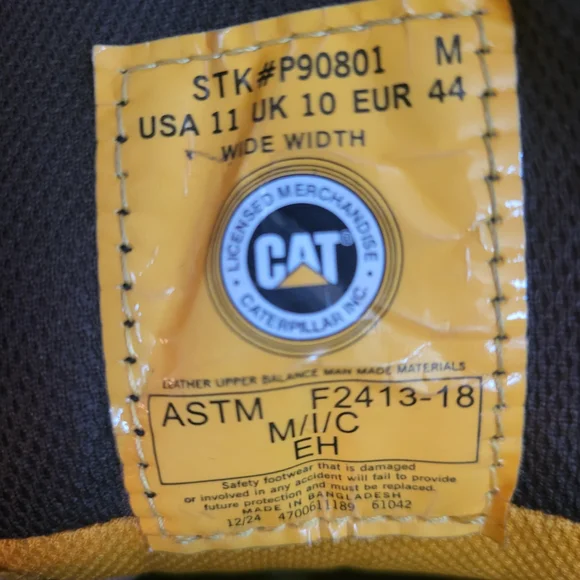 STK#P90801 M
USA 11 UK 10 EUR 44
WIDE WIDTH
LICENSED MERCHANDISE
CAT®
CATERPILLAR INC.
LEATHER UPPER BALANCE MAN MADE MATERIALS
ASTM F2413-18
M/I/C
EH
Safety footwear that is damaged
or involved in any accident will fail to provide
future protection and must be replaced.
MADE IN BANGLADESH
12/24 4700611189 61042